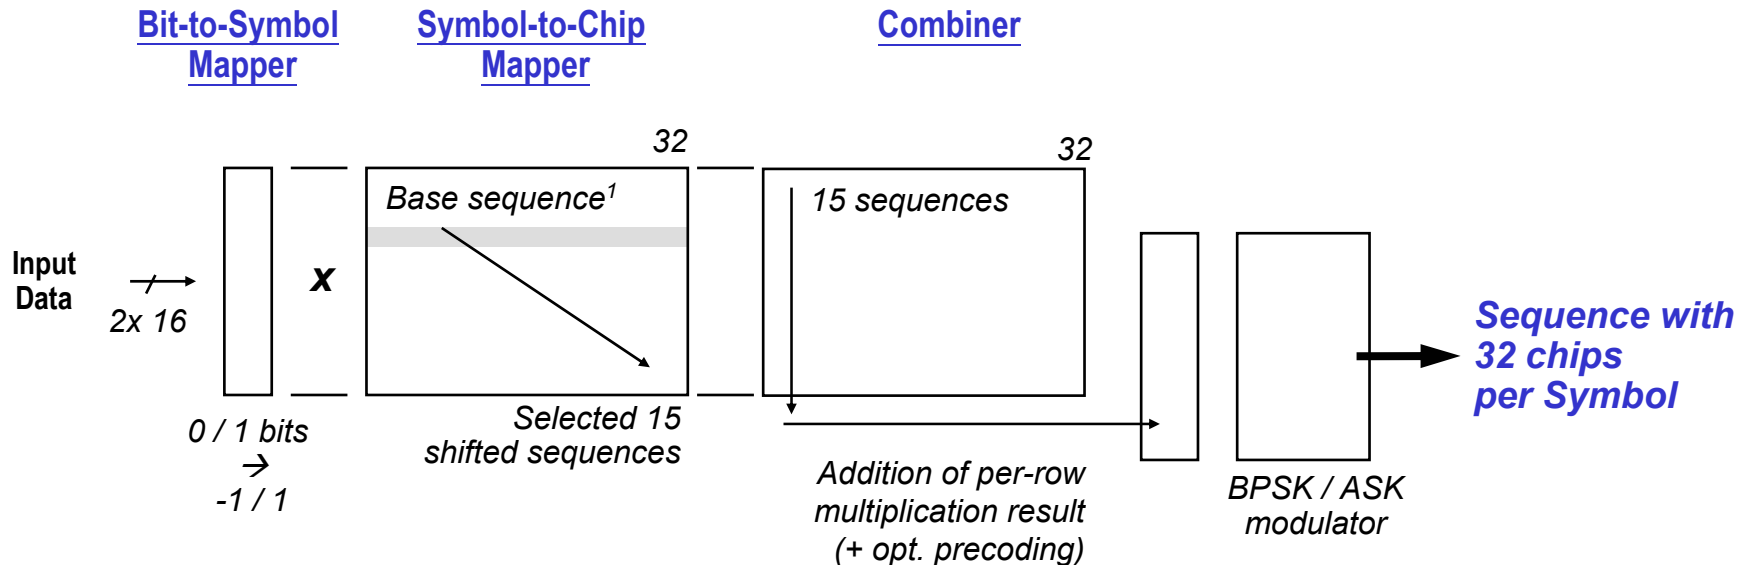 Bit-to-Symbol
Mapper
Symbol-to-Chip
Mapper
Combiner
32
32
Base sequence¹
15 sequences
Input
Data
2x 16
x
Sequence with
32 chips
per Symbol
0 / 1 bits
→
-1 / 1
Selected 15
shifted sequences
Addition of per-row
multiplication result
(+ opt. precoding)
BPSK / ASK
modulator